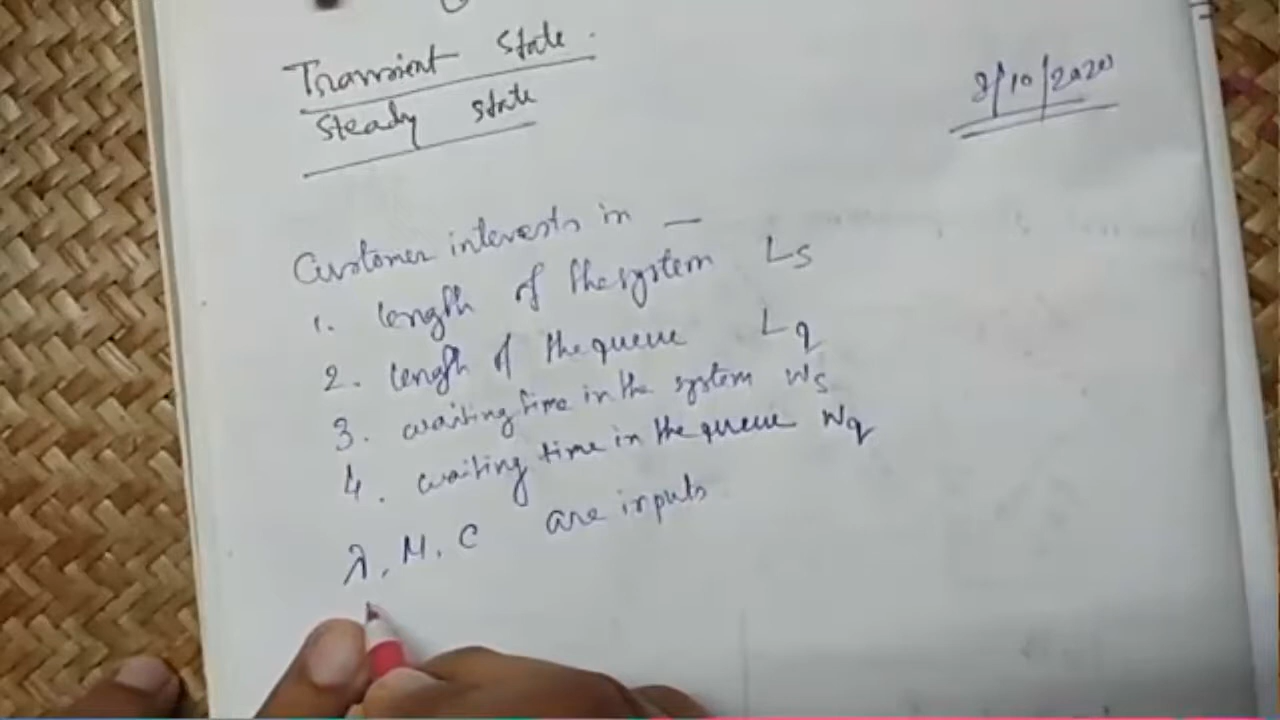 Transient state.
Steady state
8/10/2020
Customer interests in —
1. length of the system Ls
2. length of the queue Lq
3. waiting time in the system Ws
4. waiting time in the queue Wq
λ, M, C are inputs